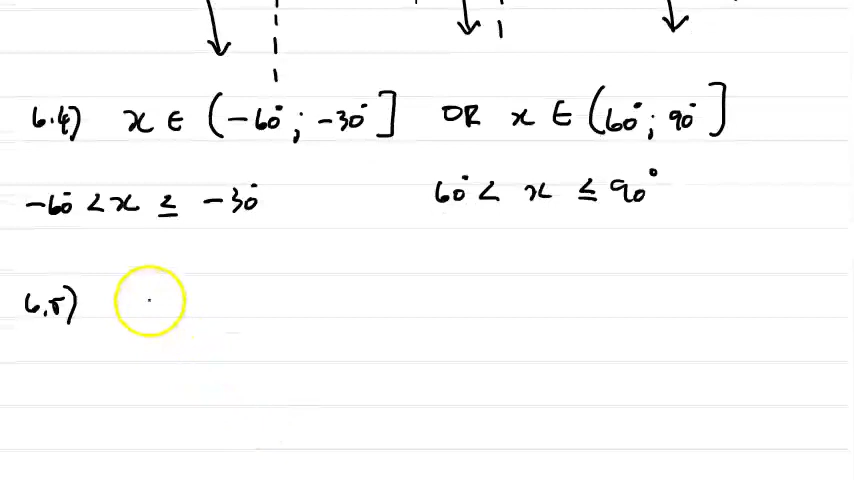 6.4) x ∈ (-60°; -30°] OR x ∈ (60°; 90°]
-60° < x ≤ -30° 60° < x ≤ 90°
6.5)